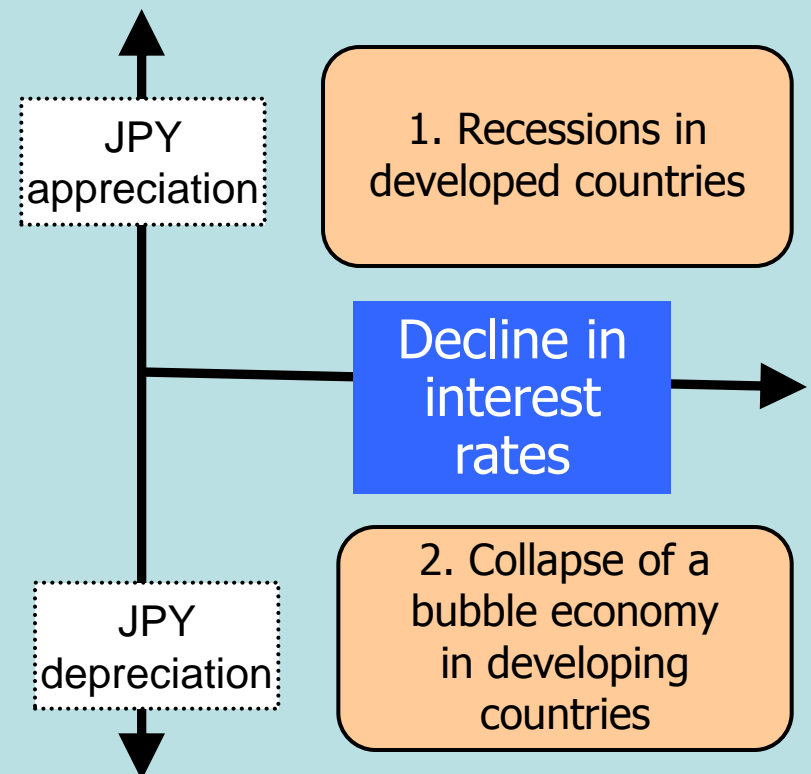 JPY
appreciation
1. Recessions in
developed countries
Decline in
interest
rates
JPY
depreciation
2. Collapse of a
bubble economy
in developing
countries